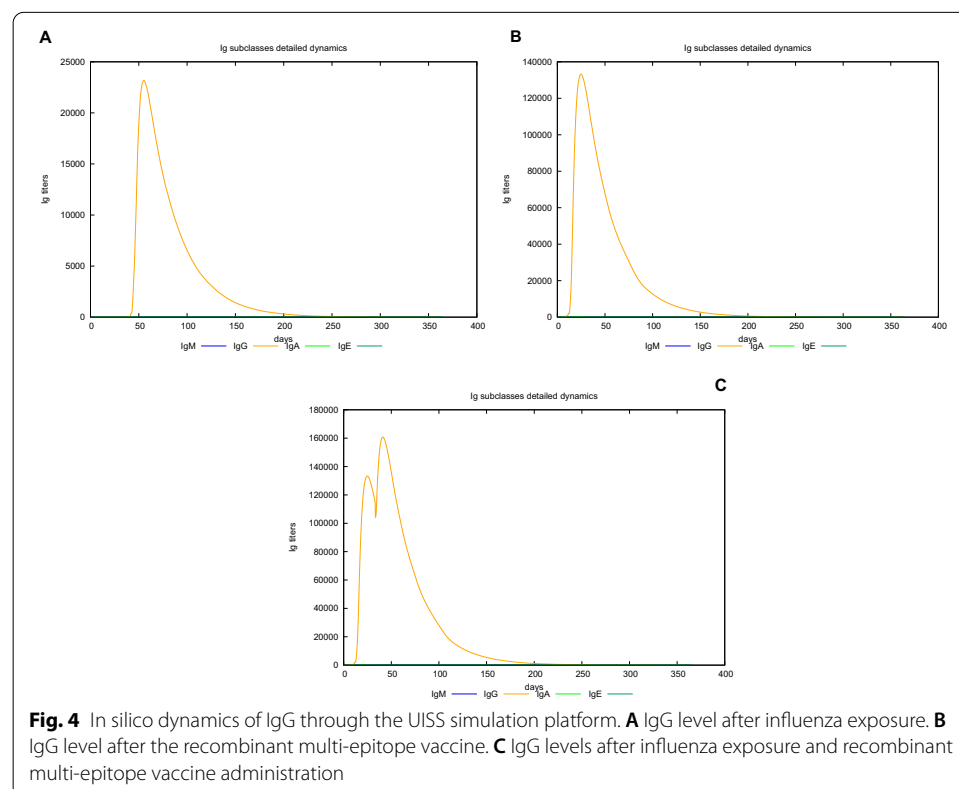 A
Ig subclasses detailed dynamics
25000
20000
15000
10000
5000
0
Ig titers
0 50 100 150 200 250 300 350 400
days
IgM IgG IgA IgE
B
Ig subclasses detailed dynamics
140000
120000
100000
80000
60000
40000
20000
0
Ig titers
0 50 100 150 200 250 300 350 400
days
IgM IgG IgA IgE
C
Ig subclasses detailed dynamics
180000
160000
140000
120000
100000
80000
60000
40000
20000
0
Ig titers
0 50 100 150 200 250 300 350 400
days
IgM IgG IgA IgE
Fig. 4 In silico dynamics of IgG through the UISS simulation platform. A IgG level after influenza exposure. B
IgG level after the recombinant multi-epitope vaccine. C IgG levels after influenza exposure and recombinant
multi-epitope vaccine administration